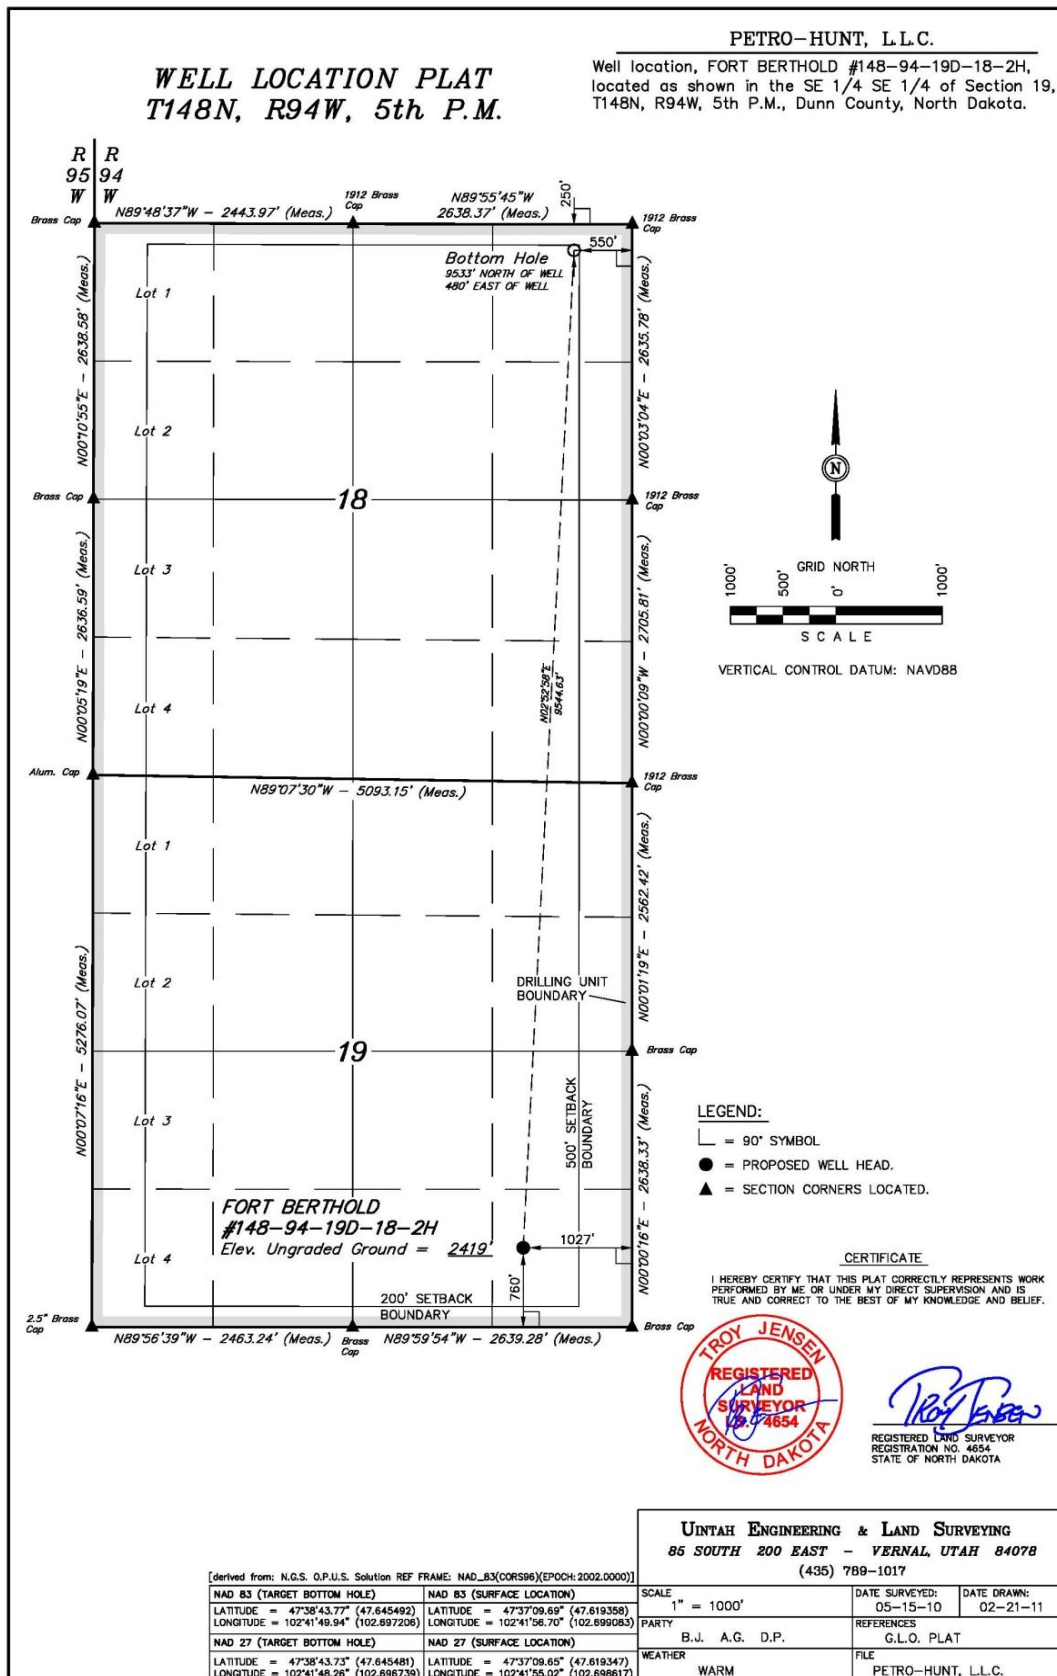 PETRO-HUNT, L.L.C.
Well location, FORT BERTHOLD #148-94-19D-18-2H,
located as shown in the SE 1/4 SE 1/4 of Section 19,
T148N, R94W, 5th P.M., Dunn County, North Dakota.
WELL LOCATION PLAT
T148N, R94W, 5th P.M.
R R
95 94
W W
Brass Cap
N89°48'37"W - 2443.97' (Meas.)
1912 Brass
Cap
N89°55'45"W
2638.37' (Meas.)
250'
1912 Brass
Cap
550'
Bottom Hole
9533' NORTH OF WELL
480' EAST OF WELL
Lot 1
N00°10'55"E - 2638.58' (Meas.)
N00°03'04"E - 2635.78' (Meas.)
Lot 2
Brass Cap
18
1912 Brass
Cap
Lot 3
N00°05'19"E - 2636.59' (Meas.)
N00°00'09"W - 2705.81' (Meas.)
N02°52'58"E
9544.63'
Lot 4
N
GRID NORTH
1000'
500'
0'
1000'
SCALE
VERTICAL CONTROL DATUM: NAVD88
Alum. Cap
N89°07'30"W - 5093.15' (Meas.)
1912 Brass
Cap
Lot 1
N00°01'19"E - 2562.42' (Meas.)
Lot 2
DRILLING UNIT
BOUNDARY
N00°07'16"E - 5276.07' (Meas.)
19
Brass Cap
Lot 3
500' SETBACK
BOUNDARY
N00°00'16"E - 2638.33' (Meas.)
LEGEND:
= 90° SYMBOL
= PROPOSED WELL HEAD.
= SECTION CORNERS LOCATED.
FORT BERTHOLD
#148-94-19D-18-2H
Elev. Ungraded Ground = 2419'
1027'
760'
Lot 4
200' SETBACK
BOUNDARY
2.5" Brass
Cap
N89°56'39"W - 2463.24' (Meas.)
Brass
Cap
N89°59'54"W - 2639.28' (Meas.)
Brass Cap
CERTIFICATE
I HEREBY CERTIFY THAT THIS PLAT CORRECTLY REPRESENTS WORK
PERFORMED BY ME OR UNDER MY DIRECT SUPERVISION AND IS
TRUE AND CORRECT TO THE BEST OF MY KNOWLEDGE AND BELIEF.
TROY JENSEN
REGISTERED
LAND
SURVEYOR
4654
NORTH DAKOTA
Troy Jensen
REGISTERED LAND SURVEYOR
REGISTRATION NO. 4654
STATE OF NORTH DAKOTA
UINTAH ENGINEERING & LAND SURVEYING
85 SOUTH 200 EAST - VERNAL, UTAH 84078
(435) 789-1017
[derived from: N.G.S. O.P.U.S. Solution REF FRAME: NAD_83(CORS96)(EPOCH:2002.0000)]
NAD 83 (TARGET BOTTOM HOLE)
LATITUDE = 47°38'43.77" (47.645492)
LONGITUDE = 102°41'49.94" (102.697206)
NAD 83 (SURFACE LOCATION)
LATITUDE = 47°37'09.69" (47.619358)
LONGITUDE = 102°41'56.70" (102.699083)
NAD 27 (TARGET BOTTOM HOLE)
LATITUDE = 47°38'43.73" (47.645481)
LONGITUDE = 102°41'48.26" (102.696739)
NAD 27 (SURFACE LOCATION)
LATITUDE = 47°37'09.65" (47.619347)
LONGITUDE = 102°41'55.02" (102.698617)
SCALE
1" = 1000'
DATE SURVEYED:
05-15-10
DATE DRAWN:
02-21-11
PARTY
B.J. A.G. D.P.
REFERENCES
G.L.O. PLAT
WEATHER
WARM
FILE
PETRO-HUNT, L.L.C.